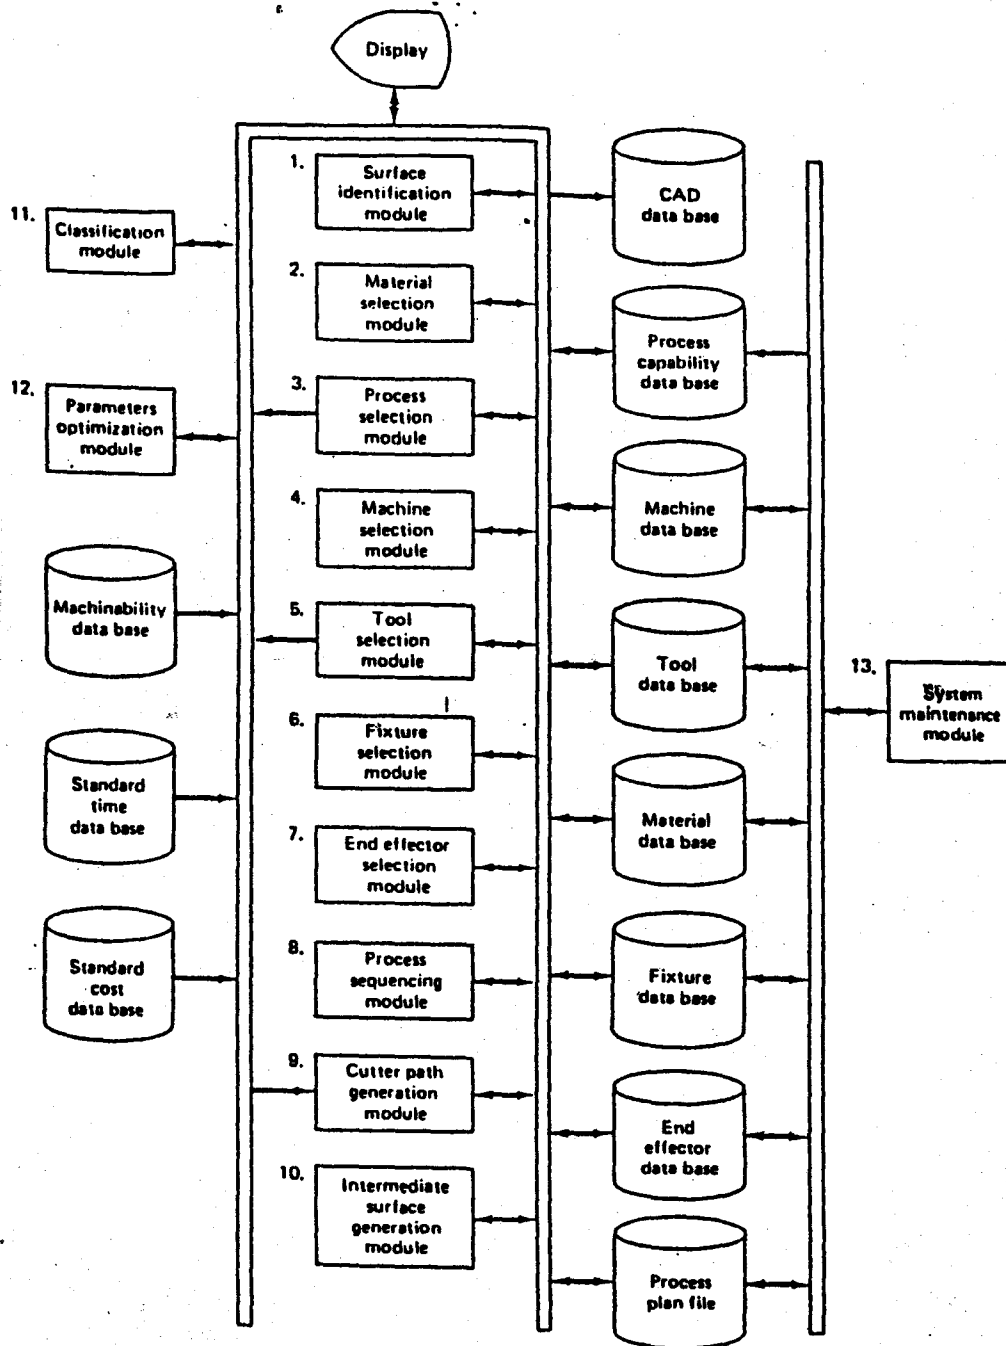 Display
1.
Surface
identification
module
2.
Material
selection
module
3.
Process
selection
module
4.
Machine
selection
module
5.
Tool
selection
module
6.
Fixture
selection
module
7.
End effector
selection
module
8.
Process
sequencing
module
9.
Cutter path
generation
module
10.
Intermediate
surface
generation
module
11.
Classification
module
12.
Parameters
optimization
module
Machinability
data base
Standard
time
data base
Standard
cost
data base
CAD
data base
Process
capability
data base
Machine
data base
Tool
data base
Material
data base
Fixture
data base
End
effector
data base
Process
plan file
13.
System
maintenance
module